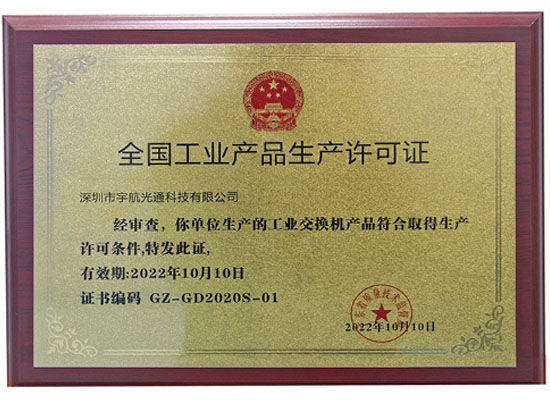 全国工业产品生产许可证
深圳市宇航光通科技有限公司
经审查，你单位生产的工业交换机产品符合取得生产
许可条件,特发此证,
有效期:2022年10月10日
证书编码 GZ-GD2020S-01
2022年10月10日